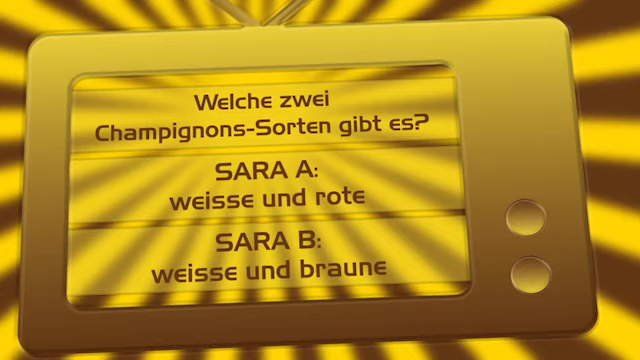 Welche zwei
Champignons-Sorten gibt es?
SARA A:
weisse und rote
SARA B:
weisse und braune